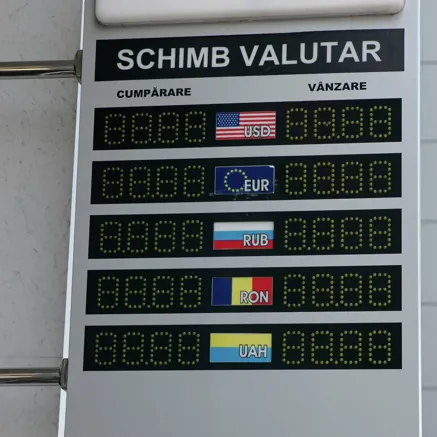 SCHIMB VALUTAR
CUMPĂRARE VÂNZARE
USD
EUR
RUB
RON
UAH